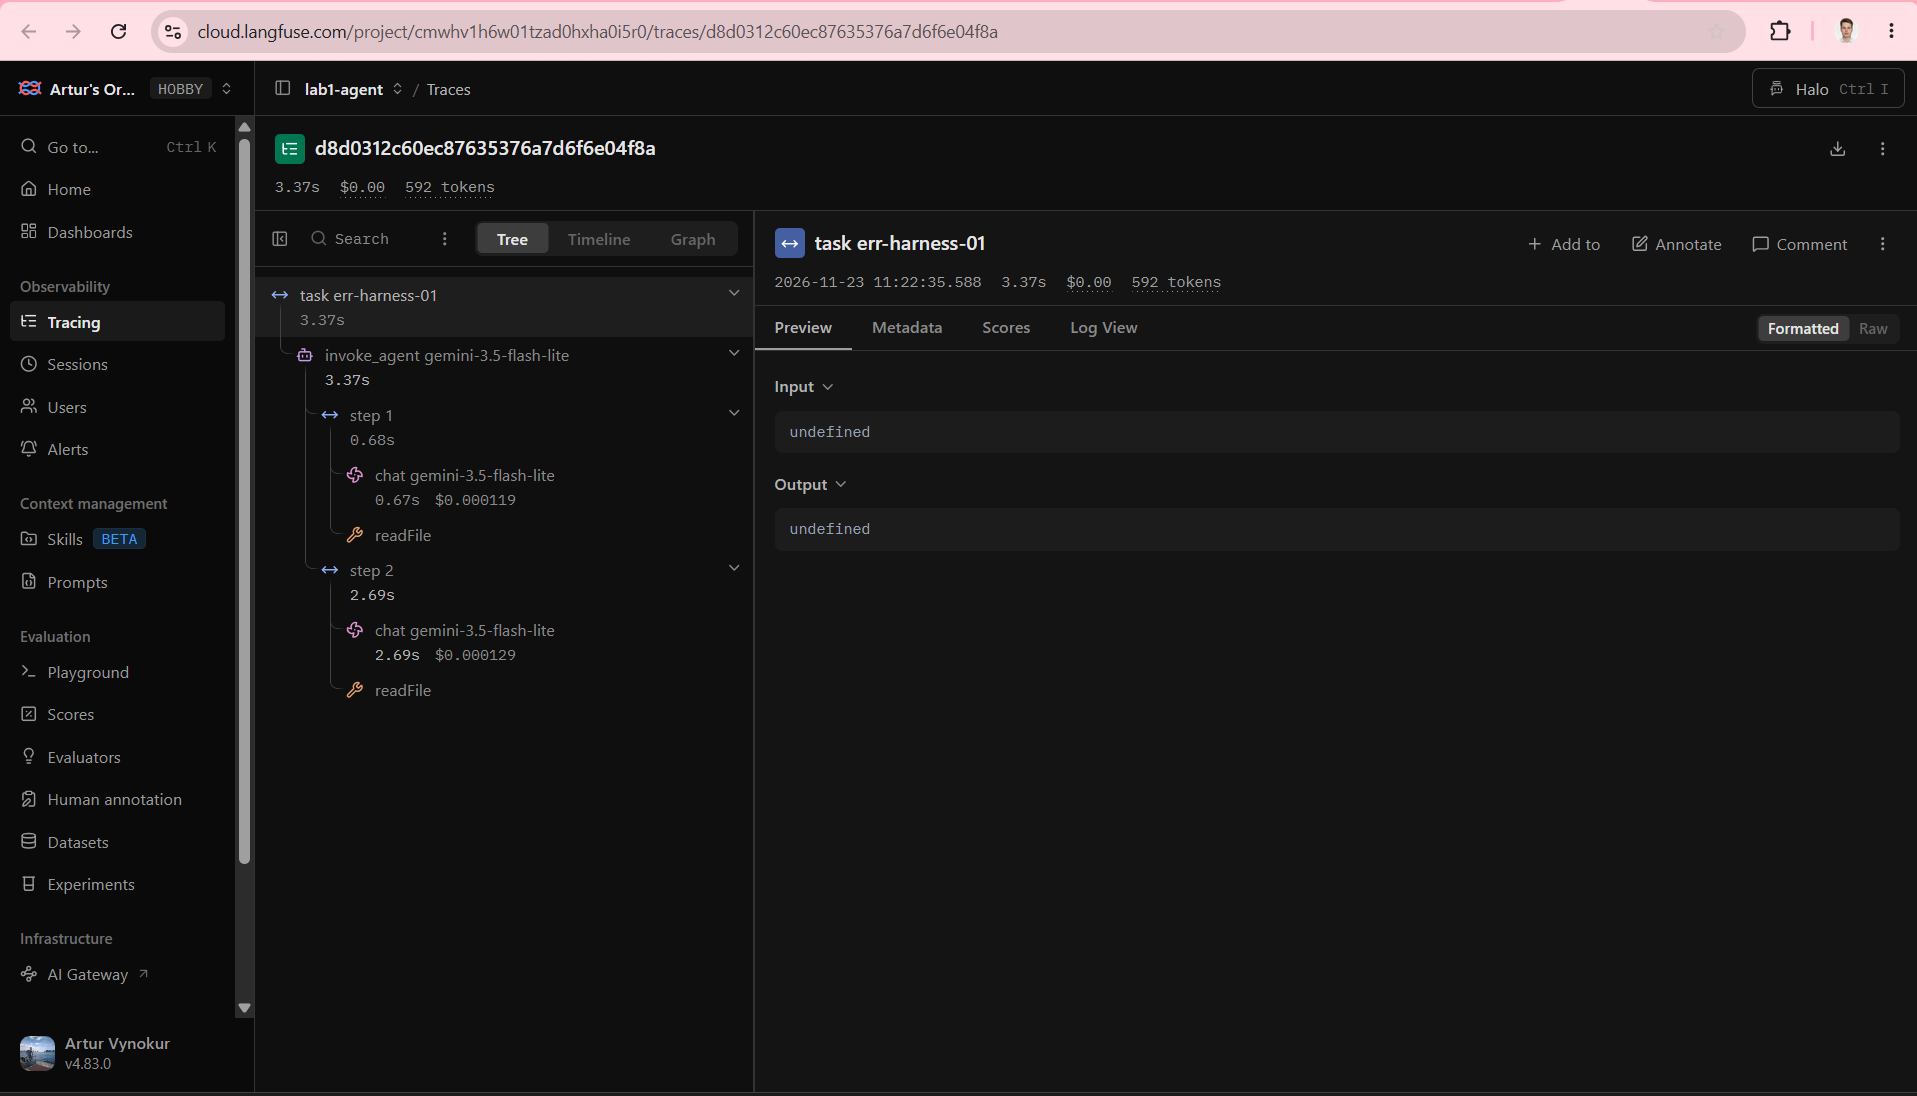 cloud.langfuse.com/project/cmwhv1h6w01tzad0hxha0i5r0/traces/d8d0312c60ec87635376a7d6f6e04f8a
Artur's Or... HOBBY
lab1-agent / Traces
Halo Ctrl I
Go to... Ctrl K
Home
Dashboards
Observability
Tracing
Sessions
Users
Alerts
Context management
Skills BETA
Prompts
Evaluation
Playground
Scores
Evaluators
Human annotation
Datasets
Experiments
Infrastructure
AI Gateway
Artur Vynokur
v4.83.0
d8d0312c60ec87635376a7d6f6e04f8a
3.37s $0.00 592 tokens
Search
Tree Timeline Graph
task err-harness-01
3.37s
invoke_agent gemini-3.5-flash-lite
3.37s
step 1
0.68s
chat gemini-3.5-flash-lite
0.67s $0.000119
readFile
step 2
2.69s
chat gemini-3.5-flash-lite
2.69s $0.000129
readFile
task err-harness-01
Add to Annotate Comment
2026-11-23 11:22:35.588 3.37s $0.00 592 tokens
Preview Metadata Scores Log View
Formatted Raw
Input
undefined
Output
undefined